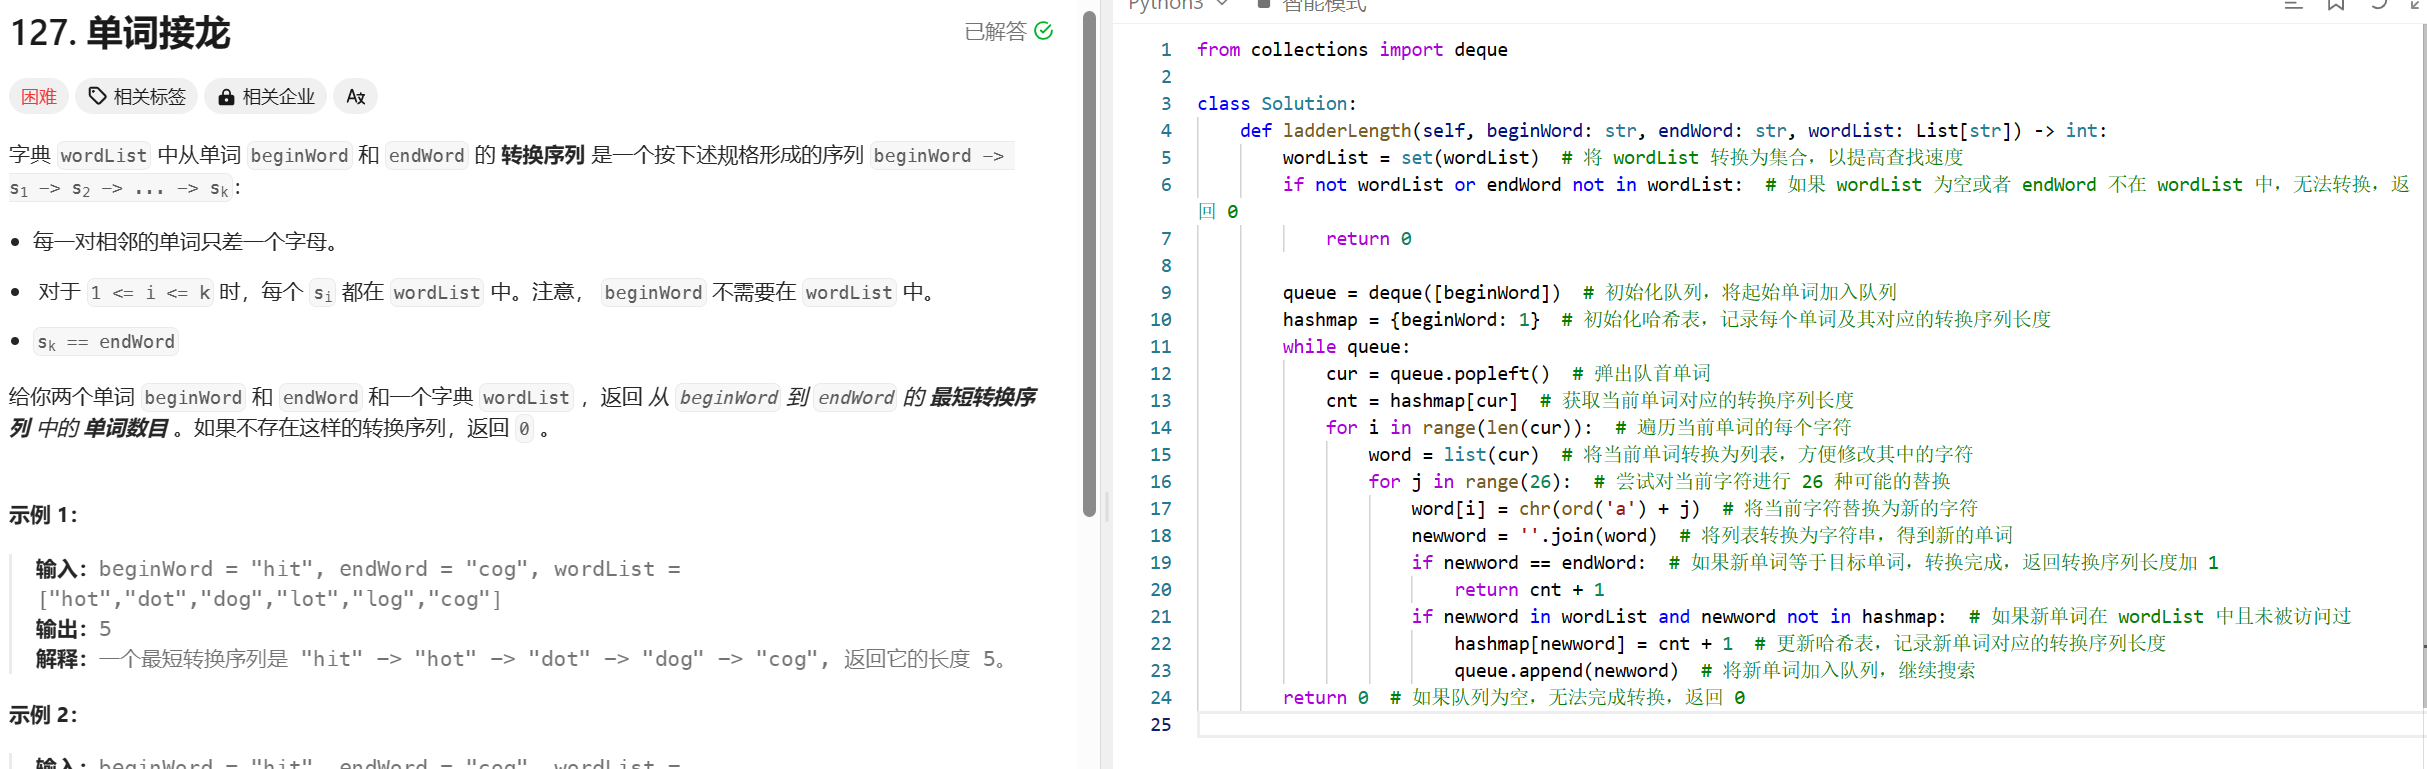 127. 单词接龙
已解答
困难 相关标签 相关企业
字典 wordList 中从单词 beginWord 和 endWord 的 转换序列 是一个按下述规格形成的序列 beginWord ->
s1 -> s2 -> ... -> sk:
• 每一对相邻的单词只差一个字母。
• 对于 1 <= i <= k 时，每个 si 都在 wordList 中。注意， beginWord 不需要在 wordList 中。
• sk == endWord
给你两个单词 beginWord 和 endWord 和一个字典 wordList ，返回 从 beginWord 到 endWord 的 最短转换序
列 中的 单词数目 。如果不存在这样的转换序列，返回 0 。
示例 1：
输入：beginWord = "hit", endWord = "cog", wordList =
["hot","dot","dog","lot","log","cog"]
输出：5
解释：一个最短转换序列是 "hit" -> "hot" -> "dot" -> "dog" -> "cog", 返回它的长度 5。
示例 2：
输入：beginWord = "hit", endWord = "cog", wordList =
Python3 智能模式
1 from collections import deque
2
3 class Solution:
4     def ladderLength(self, beginWord: str, endWord: str, wordList: List[str]) -> int:
5         wordList = set(wordList)  # 将 wordList 转换为集合，以提高查找速度
6         if not wordList or endWord not in wordList:  # 如果 wordList 为空或者 endWord 不在 wordList 中，无法转换，返
回 0
7             return 0
8
9         queue = deque([beginWord])  # 初始化队列，将起始单词加入队列
10         hashmap = {beginWord: 1}  # 初始化哈希表，记录每个单词及其对应的转换序列长度
11         while queue:
12             cur = queue.popleft()  # 弹出队首单词
13             cnt = hashmap[cur]  # 获取当前单词对应的转换序列长度
14             for i in range(len(cur)):  # 遍历当前单词的每个字符
15                 word = list(cur)  # 将当前单词转换为列表，方便修改其中的字符
16                 for j in range(26):  # 尝试对当前字符进行 26 种可能的替换
17                     word[i] = chr(ord('a') + j)  # 将当前字符替换为新的字符
18                     newword = ''.join(word)  # 将列表转换为字符串，得到新的单词
19                     if newword == endWord:  # 如果新单词等于目标单词，转换完成，返回转换序列长度加 1
20                         return cnt + 1
21                     if newword in wordList and newword not in hashmap:  # 如果新单词在 wordList 中且未被访问过
22                         hashmap[newword] = cnt + 1  # 更新哈希表，记录新单词对应的转换序列长度
23                         queue.append(newword)  # 将新单词加入队列，继续搜索
24         return 0  # 如果队列为空，无法完成转换，返回 0
25